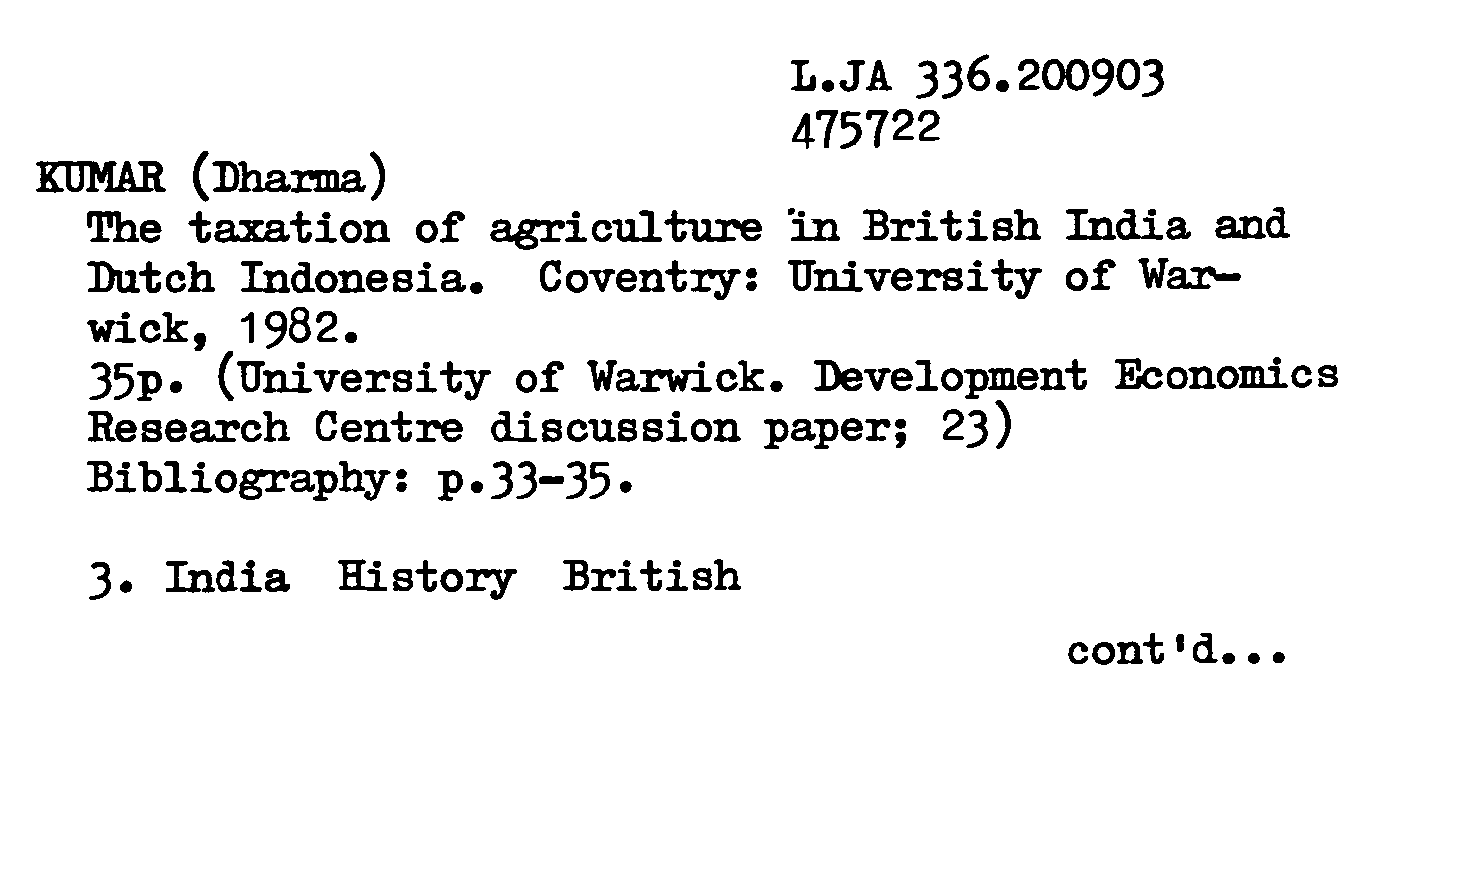 L.JA 336.200903
475722
KUMAR (Dharma)
The taxation of agriculture in British India and
Dutch Indonesia. Coventry: University of War-
wick, 1982.
35p. (University of Warwick. Development Economics
Research Centre discussion paper; 23)
Bibliography: p.33-35.
3. India History British
cont'd...